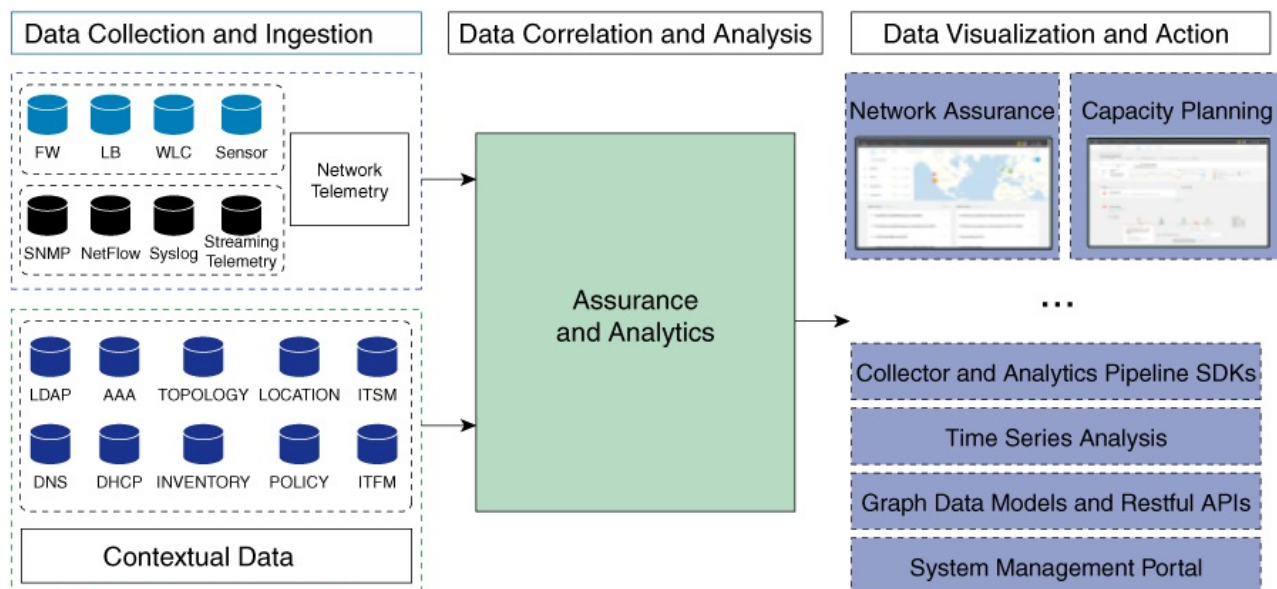 Data Collection and Ingestion
Data Correlation and Analysis
Data Visualization and Action
FW LB WLC Sensor
SNMP NetFlow Syslog Streaming
Telemetry
Network
Telemetry
LDAP AAA TOPOLOGY LOCATION ITSM
DNS DHCP INVENTORY POLICY ITFM
Contextual Data
Assurance
and Analytics
Network Assurance
Capacity Planning
...
Collector and Analytics Pipeline SDKs
Time Series Analysis
Graph Data Models and Restful APIs
System Management Portal